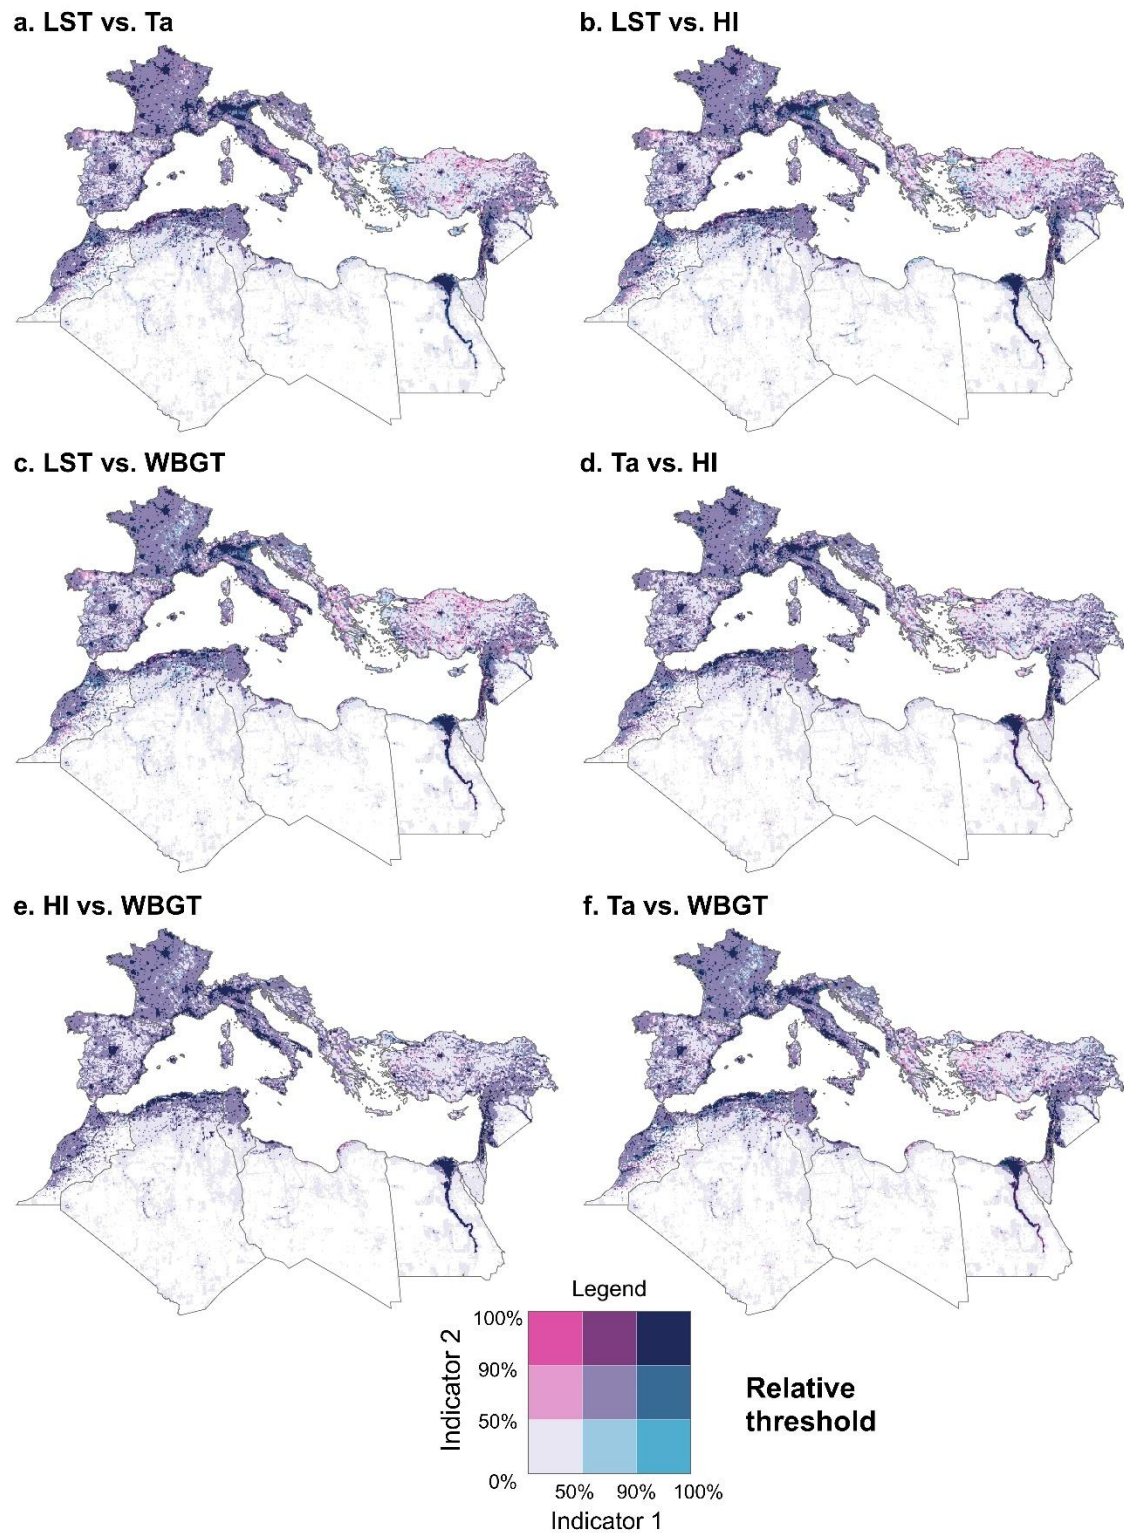 a. LST vs. Ta
b. LST vs. HI
c. LST vs. WBGT
d. Ta vs. HI
e. HI vs. WBGT
f. Ta vs. WBGT
Legend
100%
90%
50%
0%
Indicator 2
50%
90%
100%
Indicator 1
Relative
threshold